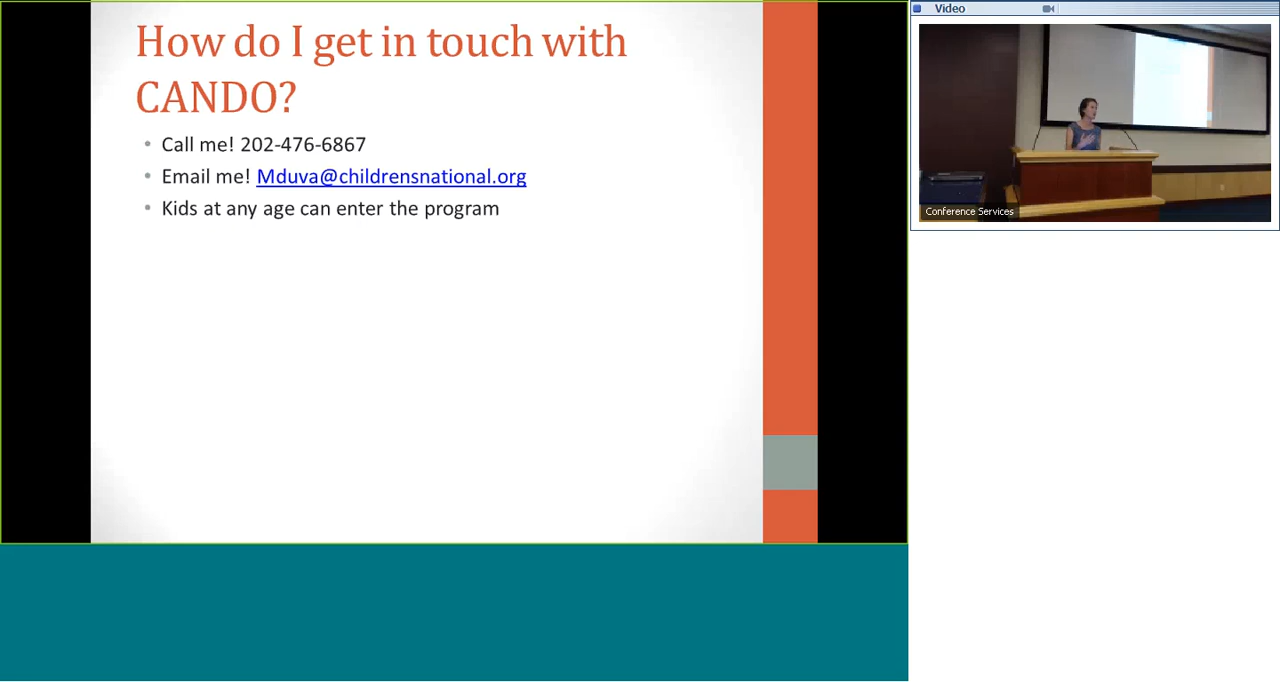 How do I get in touch with
CANDO?
• Call me! 202-476-6867
• Email me! Mduva@childrensnational.org
• Kids at any age can enter the program
Video
Conference Services